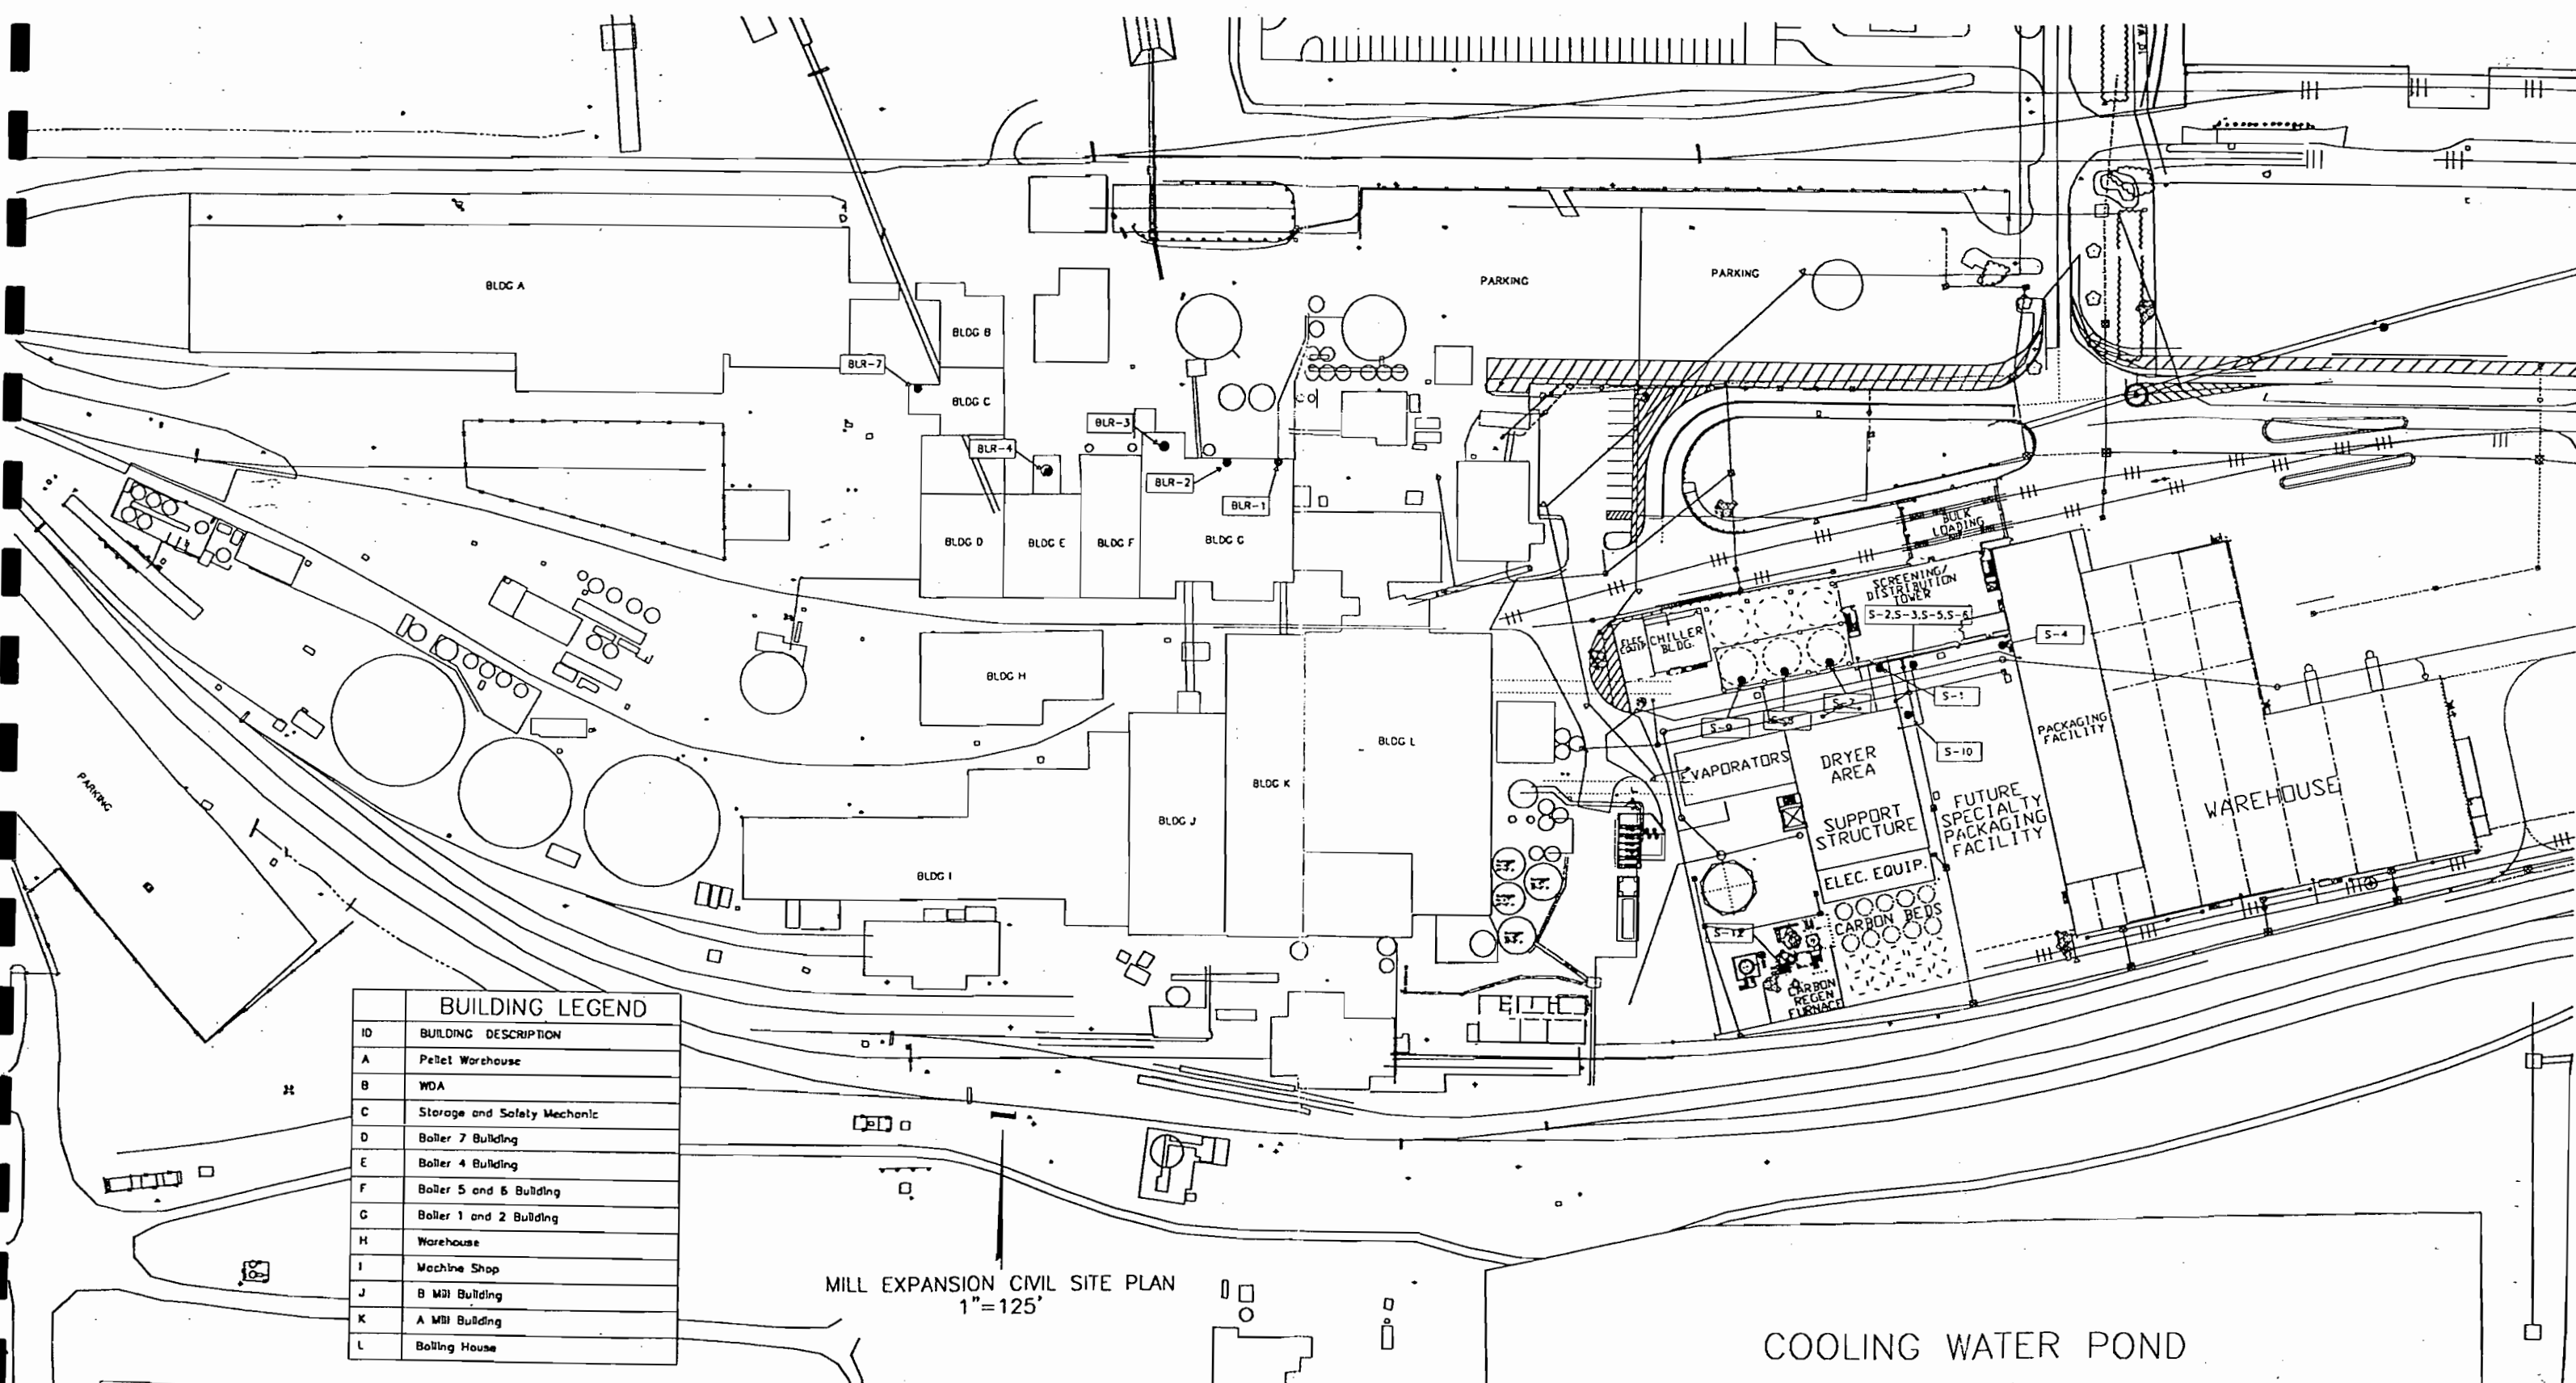 BLDG A
BLDG B
BLDG C
BLR-7
BLR-3
BLR-4
BLR-2
BLR-1
BLDG D
BLDG E
BLDG F
BLDG G
BLDG H
BLDG I
BLDG J
BLDG K
BLDG L
PARKING
PARKING
PARKING
BULK
LOADING
SCREENING/
DISTRIBUTION
TOWER
S-2,S-3,S-5,S-6
S-4
ELEC
EQUIP
CHILLER
BLDG.
S-1
S-7
S-9
S-10
EVAPORATORS
DRYER
AREA
SUPPORT
STRUCTURE
ELEC. EQUIP.
CARBON BEDS
CARBON
REGEN
FURNACE
FUTURE
SPECIALTY
PACKAGING
FACILITY
PACKAGING
FACILITY
WAREHOUSE
BUILDING LEGEND
ID BUILDING DESCRIPTION
A Pellet Warehouse
B WDA
C Storage and Safety Mechanic
D Boiler 7 Building
E Boiler 4 Building
F Boiler 5 and 6 Building
G Boiler 1 and 2 Building
H Warehouse
I Machine Shop
J B Mill Building
K A Mill Building
L Boiling House
MILL EXPANSION CIVIL SITE PLAN
1"=125'
COOLING WATER POND